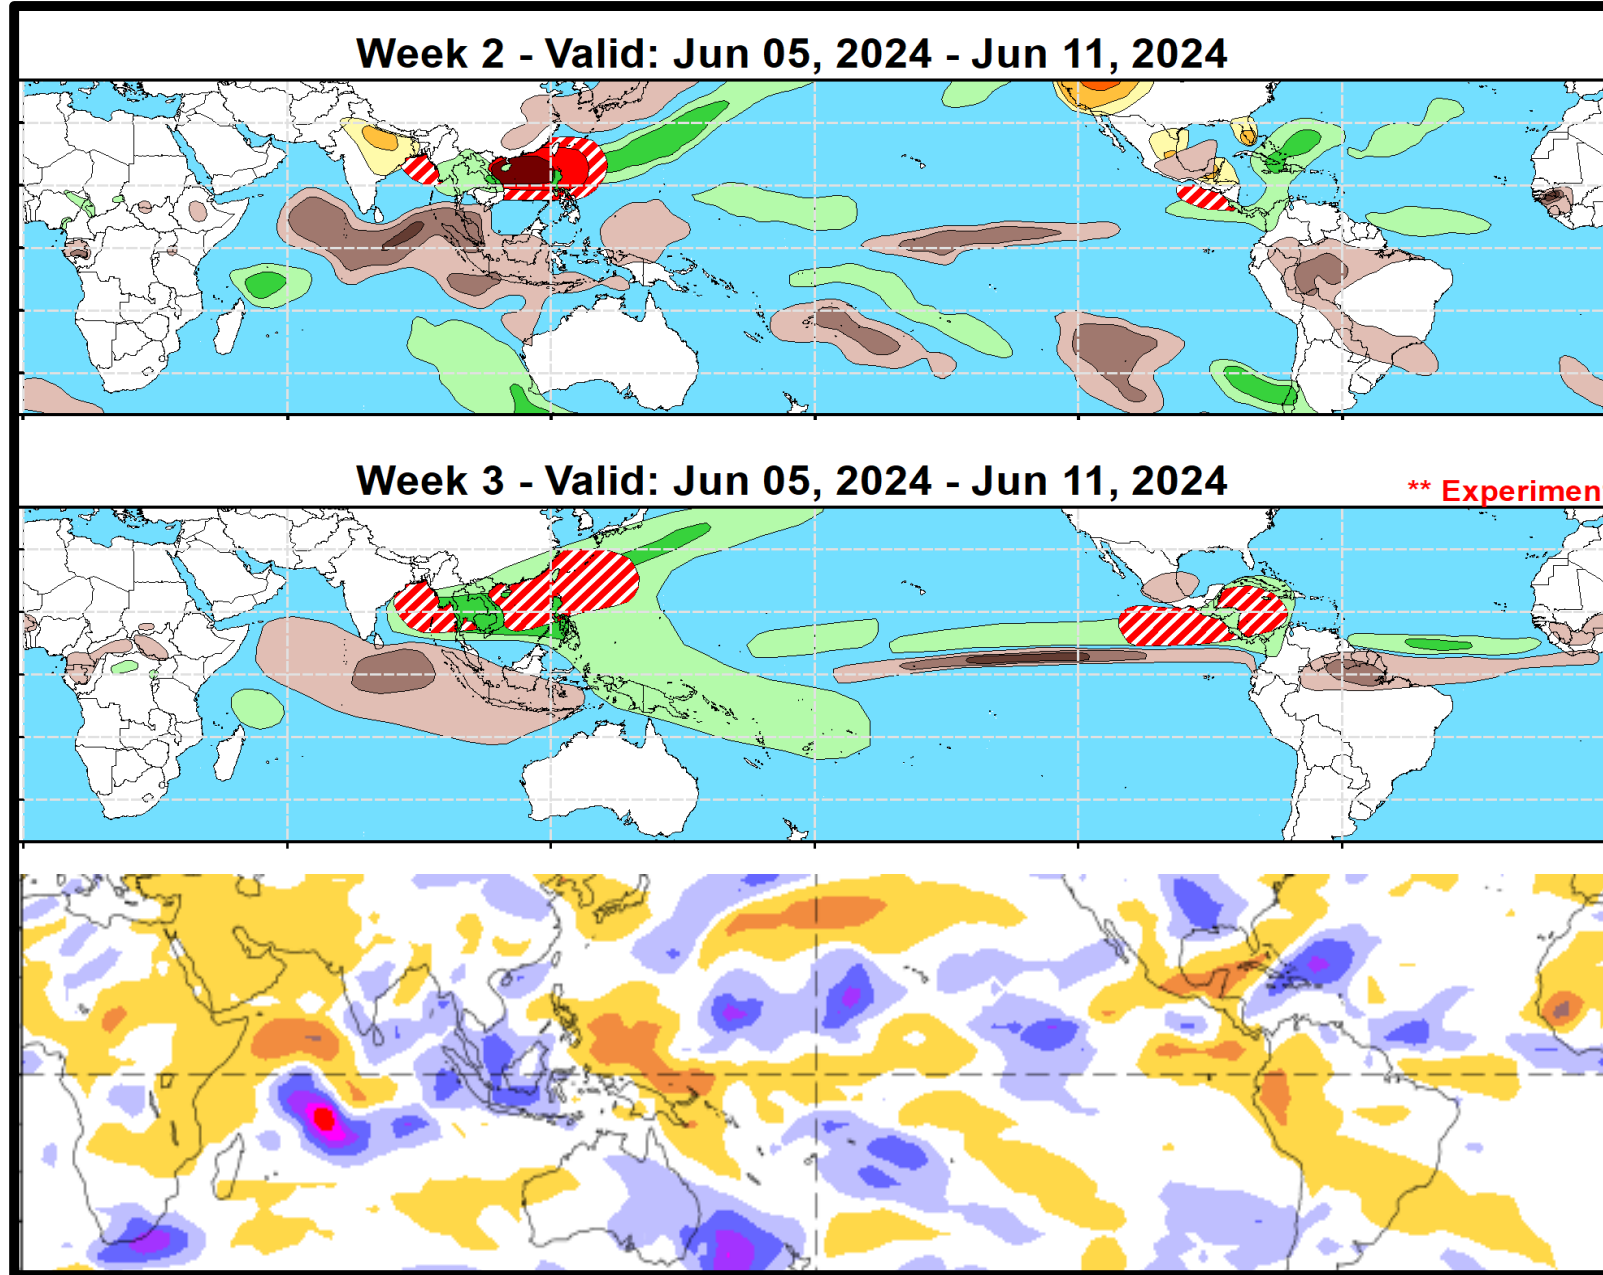 Week 2 - Valid: Jun 05, 2024 - Jun 11, 2024
Week 3 - Valid: Jun 05, 2024 - Jun 11, 2024
** Experimen